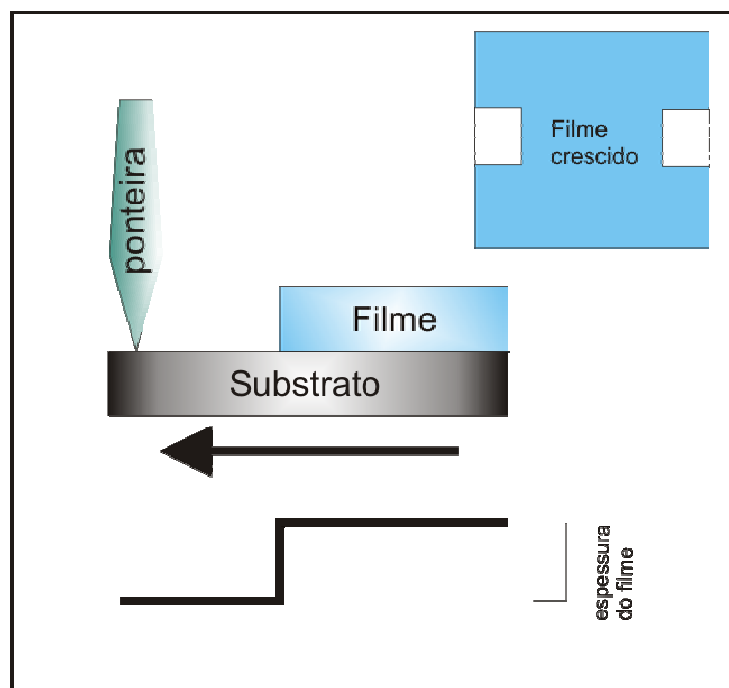 Filme
crescido
ponteira
Filme
Substrato
espessura
do filme